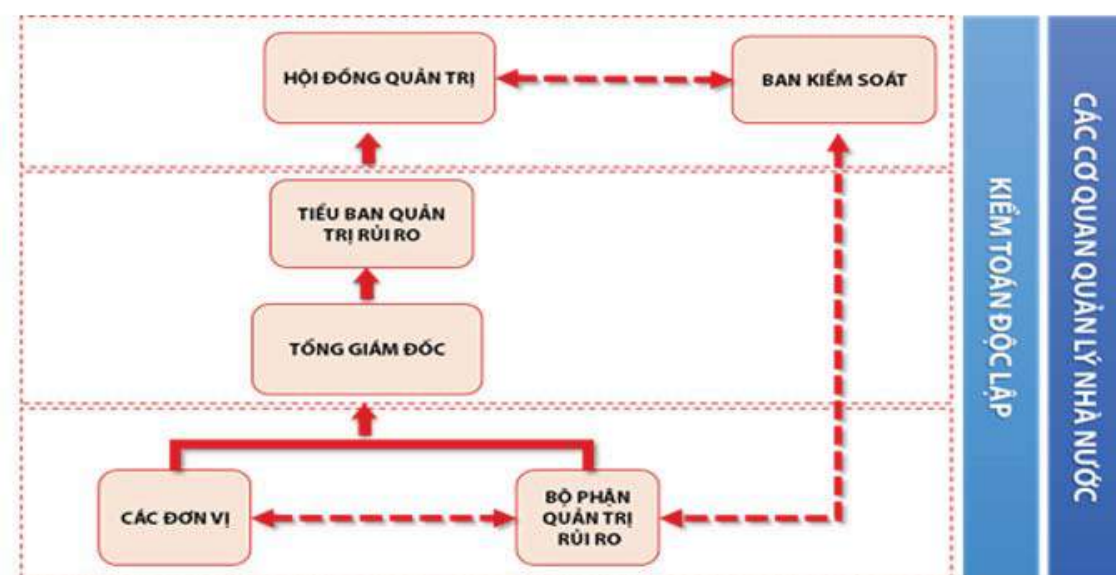 HỘI ĐỒNG QUẢN TRỊ
BAN KIỂM SOÁT
TIỂU BAN QUẢN
TRỊ RỦI RO
TỔNG GIÁM ĐỐC
CÁC ĐƠN VỊ
BỘ PHẬN
QUẢN TRỊ
RỦI RO
KIỂM TOÁN ĐỘC LẬP
CÁC CƠ QUAN QUẢN LÝ NHÀ NƯỚC